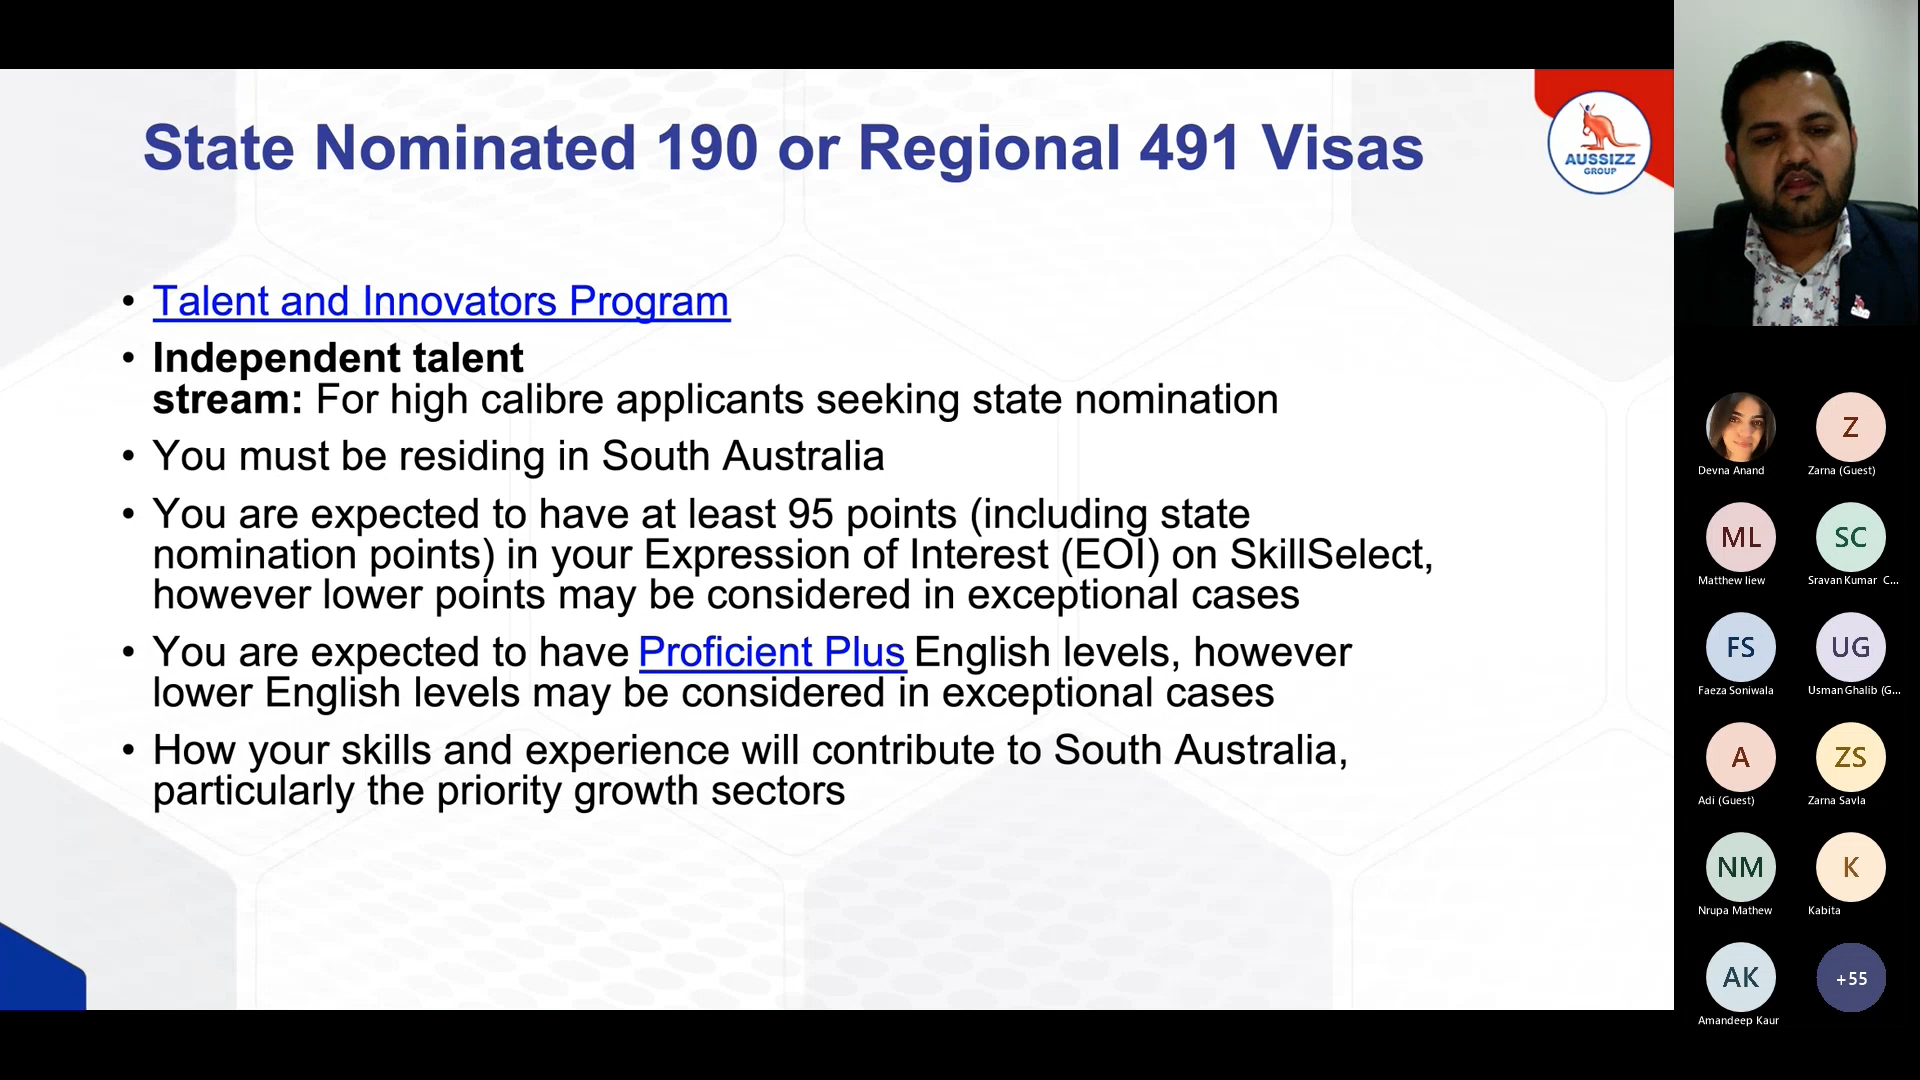 State Nominated 190 or Regional 491 Visas
AUSSIZZ
GROUP
• Talent and Innovators Program
• Independent talent
stream: For high calibre applicants seeking state nomination
• You must be residing in South Australia
• You are expected to have at least 95 points (including state
nomination points) in your Expression of Interest (EOI) on SkillSelect,
however lower points may be considered in exceptional cases
• You are expected to have Proficient Plus English levels, however
lower English levels may be considered in exceptional cases
• How your skills and experience will contribute to South Australia,
particularly the priority growth sectors
Devna Anand
Z
Zarna (Guest)
ML
Matthew liew
SC
Sravan Kumar C...
FS
Faeza Soniwala
UG
Usman Ghalib (G...
A
Adi (Guest)
ZS
Zarna Savla
NM
Nrupa Mathew
K
Kabita
AK
Amandeep Kaur
+55